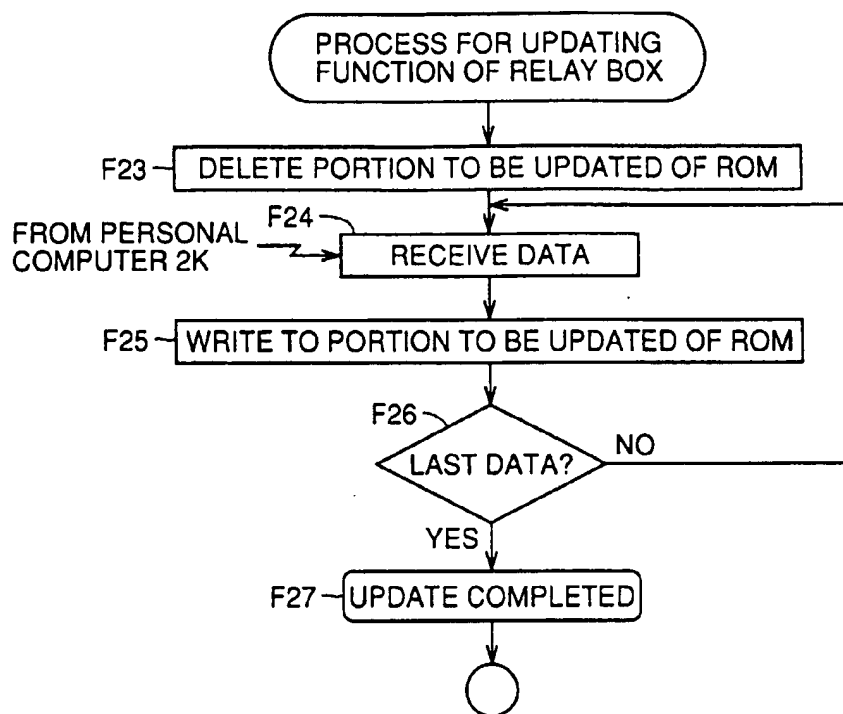 PROCESS FOR UPDATING
FUNCTION OF RELAY BOX
F23
DELETE PORTION TO BE UPDATED OF ROM
F24
FROM PERSONAL
COMPUTER 2K
RECEIVE DATA
F25
WRITE TO PORTION TO BE UPDATED OF ROM
F26
LAST DATA?
NO
YES
F27
UPDATE COMPLETED